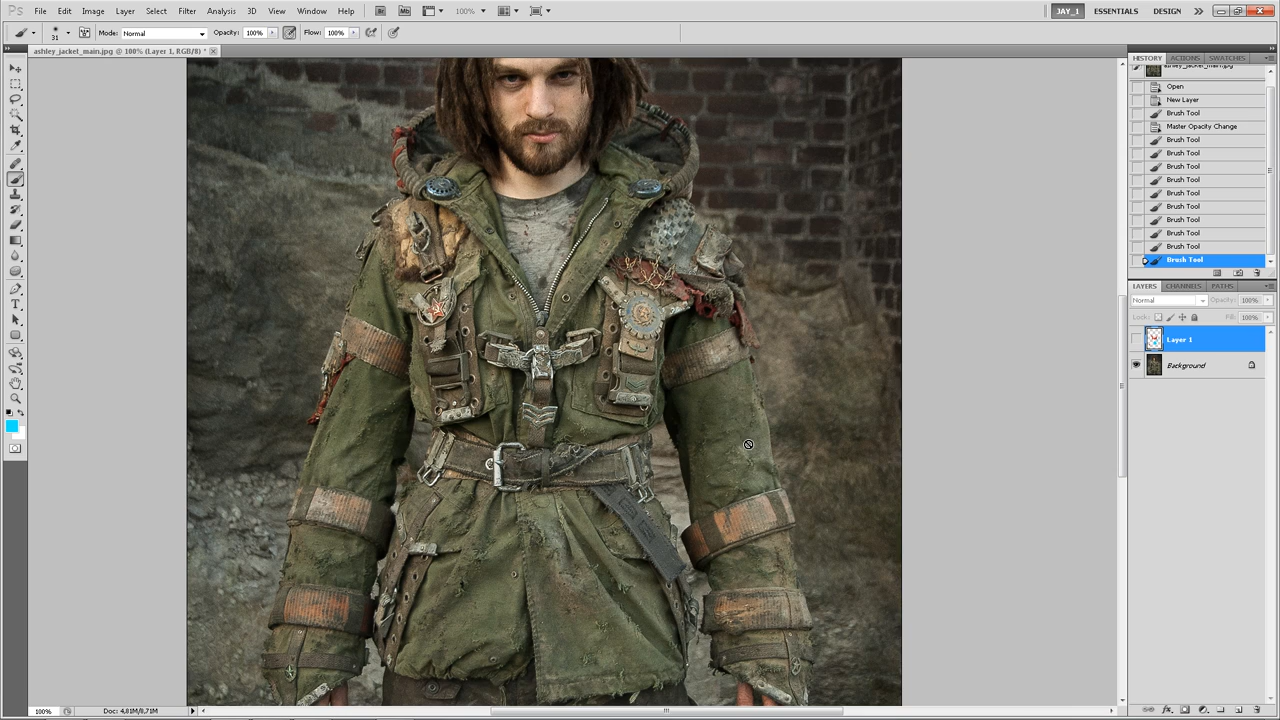 Ps File Edit Image Layer Select Filter Analysis 3D View Window Help 100% JAY_1 ESSENTIALS DESIGN
31 Mode: Normal Opacity: 100% Flow: 100%
ashley_jacket_main.jpg @ 100% (Layer 1, RGB/8) *
HISTORY ACTIONS SWATCHES
ashley_jacket_main.jpg
Open
New Layer
Brush Tool
Master Opacity Change
Brush Tool
Brush Tool
Brush Tool
Brush Tool
Brush Tool
Brush Tool
Brush Tool
Brush Tool
Brush Tool
Brush Tool
LAYERS CHANNELS PATHS
Normal Opacity: 100%
Lock: Fill: 100%
Layer 1
Background
100% Doc: 4,81M/8,71M